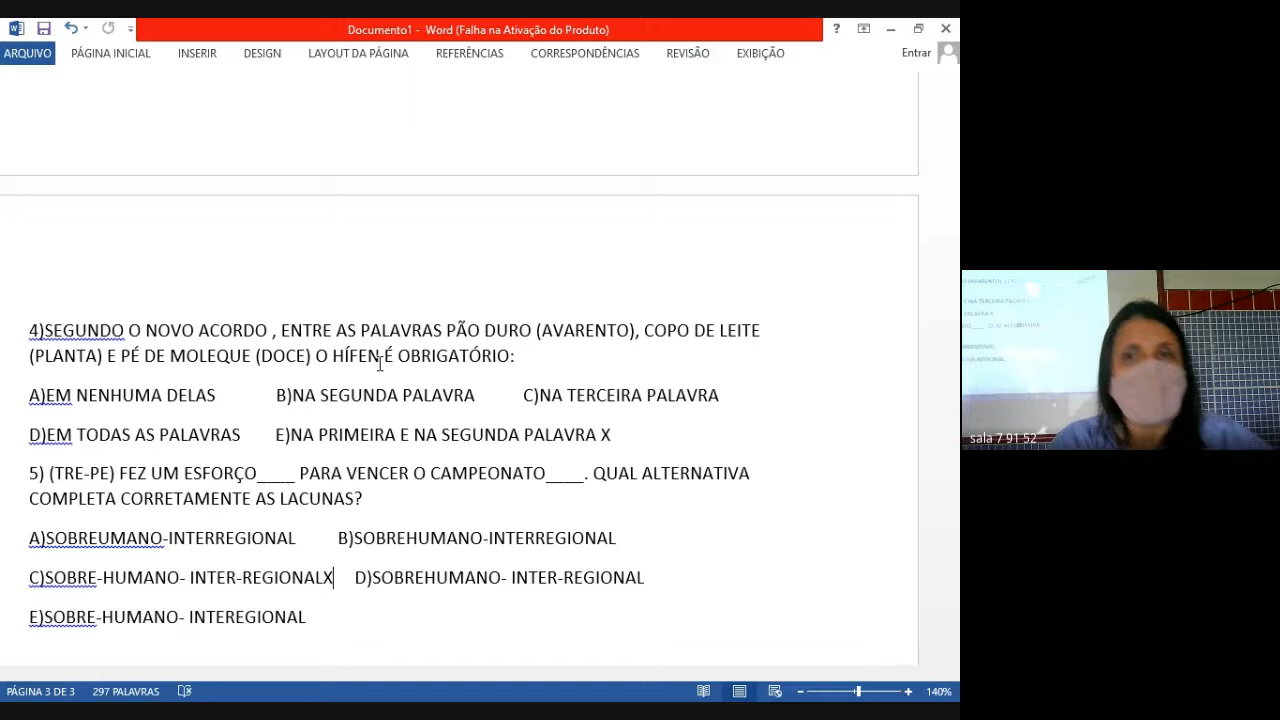 Documento1 - Word (Falha na Ativação do Produto)
ARQUIVO PÁGINA INICIAL INSERIR DESIGN LAYOUT DA PÁGINA REFERÊNCIAS CORRESPONDÊNCIAS REVISÃO EXIBIÇÃO Entrar
4)SEGUNDO O NOVO ACORDO , ENTRE AS PALAVRAS PÃO DURO (AVARENTO), COPO DE LEITE
(PLANTA) E PÉ DE MOLEQUE (DOCE) O HÍFEN É OBRIGATÓRIO:
A)EM NENHUMA DELAS B)NA SEGUNDA PALAVRA C)NA TERCEIRA PALAVRA
D)EM TODAS AS PALAVRAS E)NA PRIMEIRA E NA SEGUNDA PALAVRA X
5) (TRE-PE) FEZ UM ESFORÇO____ PARA VENCER O CAMPEONATO____. QUAL ALTERNATIVA
COMPLETA CORRETAMENTE AS LACUNAS?
A)SOBREUMANO-INTERREGIONAL B)SOBREHUMANO-INTERREGIONAL
C)SOBRE-HUMANO- INTER-REGIONALX D)SOBREHUMANO- INTER-REGIONAL
E)SOBRE-HUMANO- INTEREGIONAL
PÁGINA 3 DE 3 297 PALAVRAS 140%
sala 7 91 52